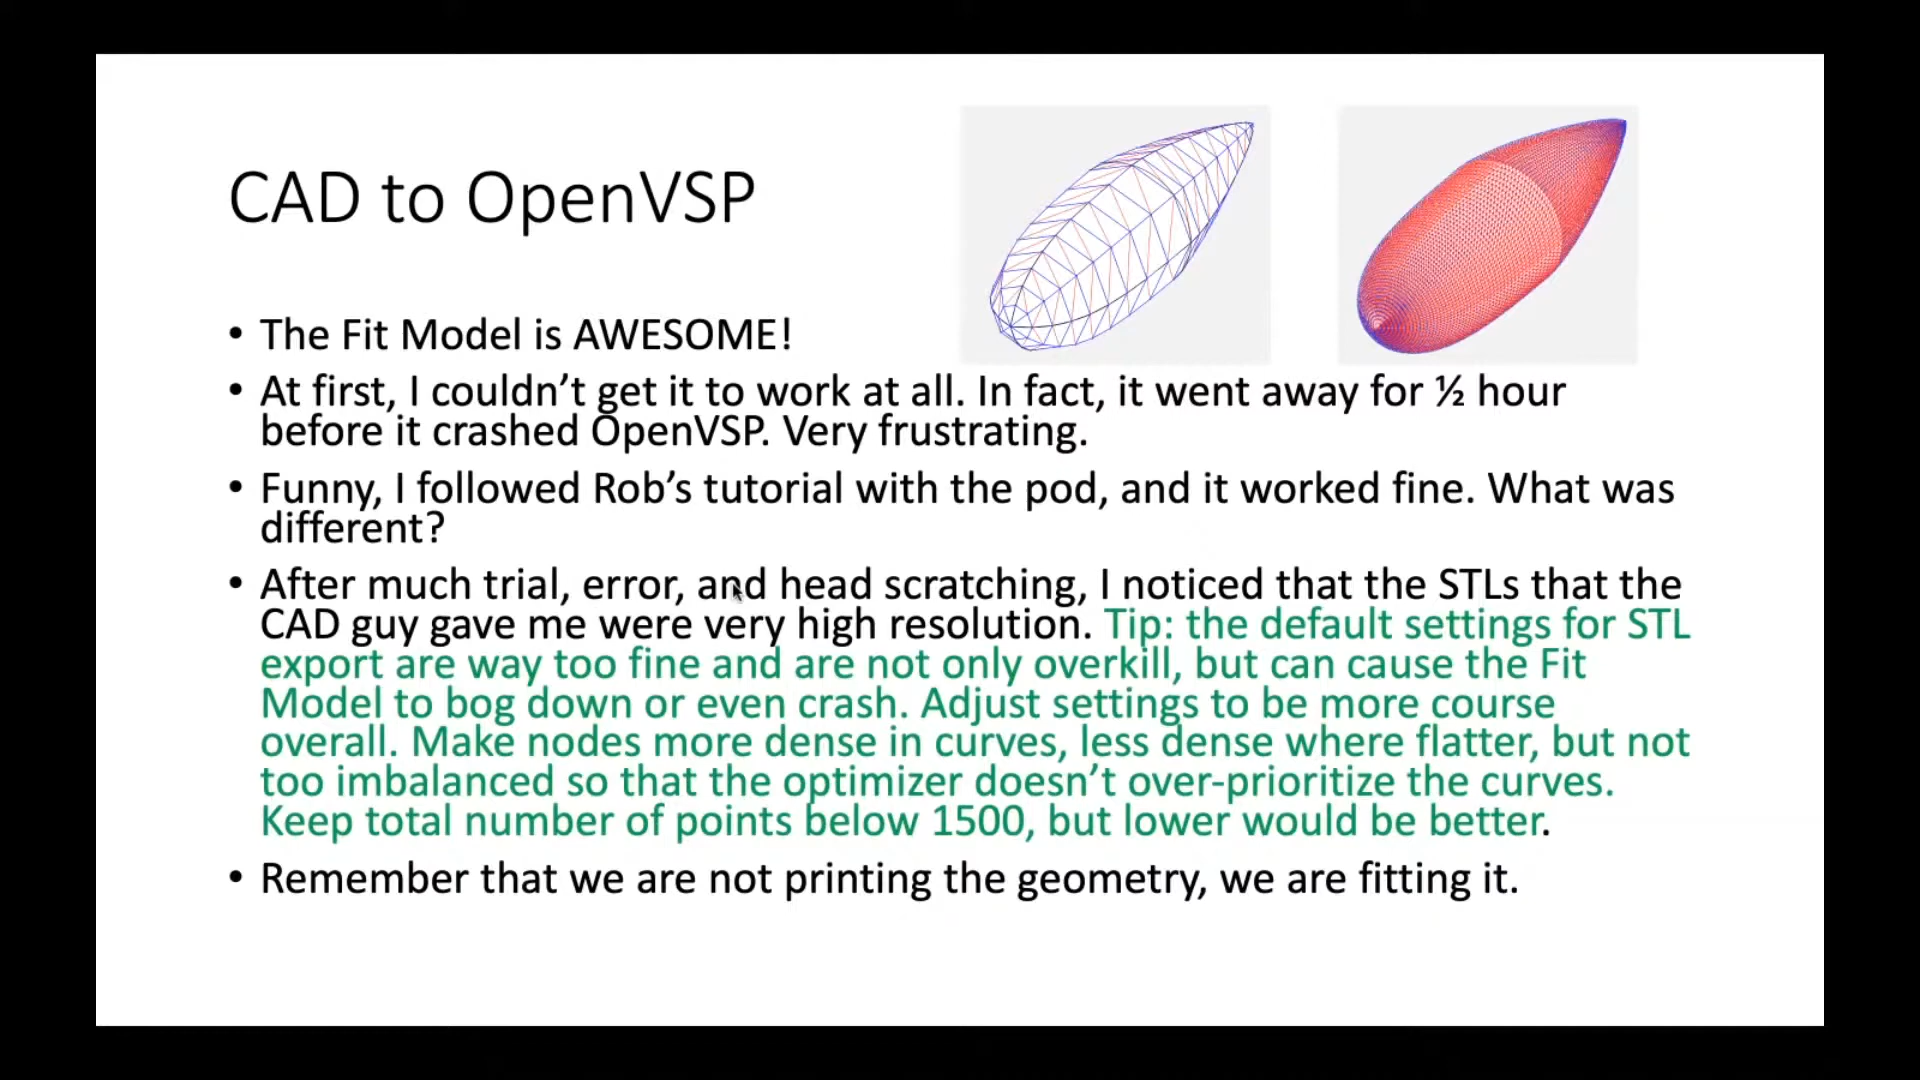 CAD to OpenVSP
• The Fit Model is AWESOME!
• At first, I couldn’t get it to work at all. In fact, it went away for ½ hour
before it crashed OpenVSP. Very frustrating.
• Funny, I followed Rob’s tutorial with the pod, and it worked fine. What was
different?
• After much trial, error, and head scratching, I noticed that the STLs that the
CAD guy gave me were very high resolution. Tip: the default settings for STL
export are way too fine and are not only overkill, but can cause the Fit
Model to bog down or even crash. Adjust settings to be more course
overall. Make nodes more dense in curves, less dense where flatter, but not
too imbalanced so that the optimizer doesn’t over-prioritize the curves.
Keep total number of points below 1500, but lower would be better.
• Remember that we are not printing the geometry, we are fitting it.